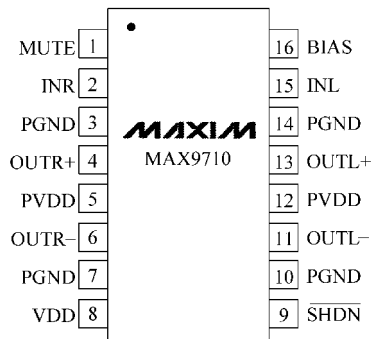 MUTE 1 16 BIAS
INR 2 15 INL
PGND 3 MAXIM 14 PGND
OUTR+ 4 MAX9710 13 OUTL+
PVDD 5 12 PVDD
OUTR− 6 11 OUTL−
PGND 7 10 PGND
VDD 8 9 S̅H̅D̅N̅